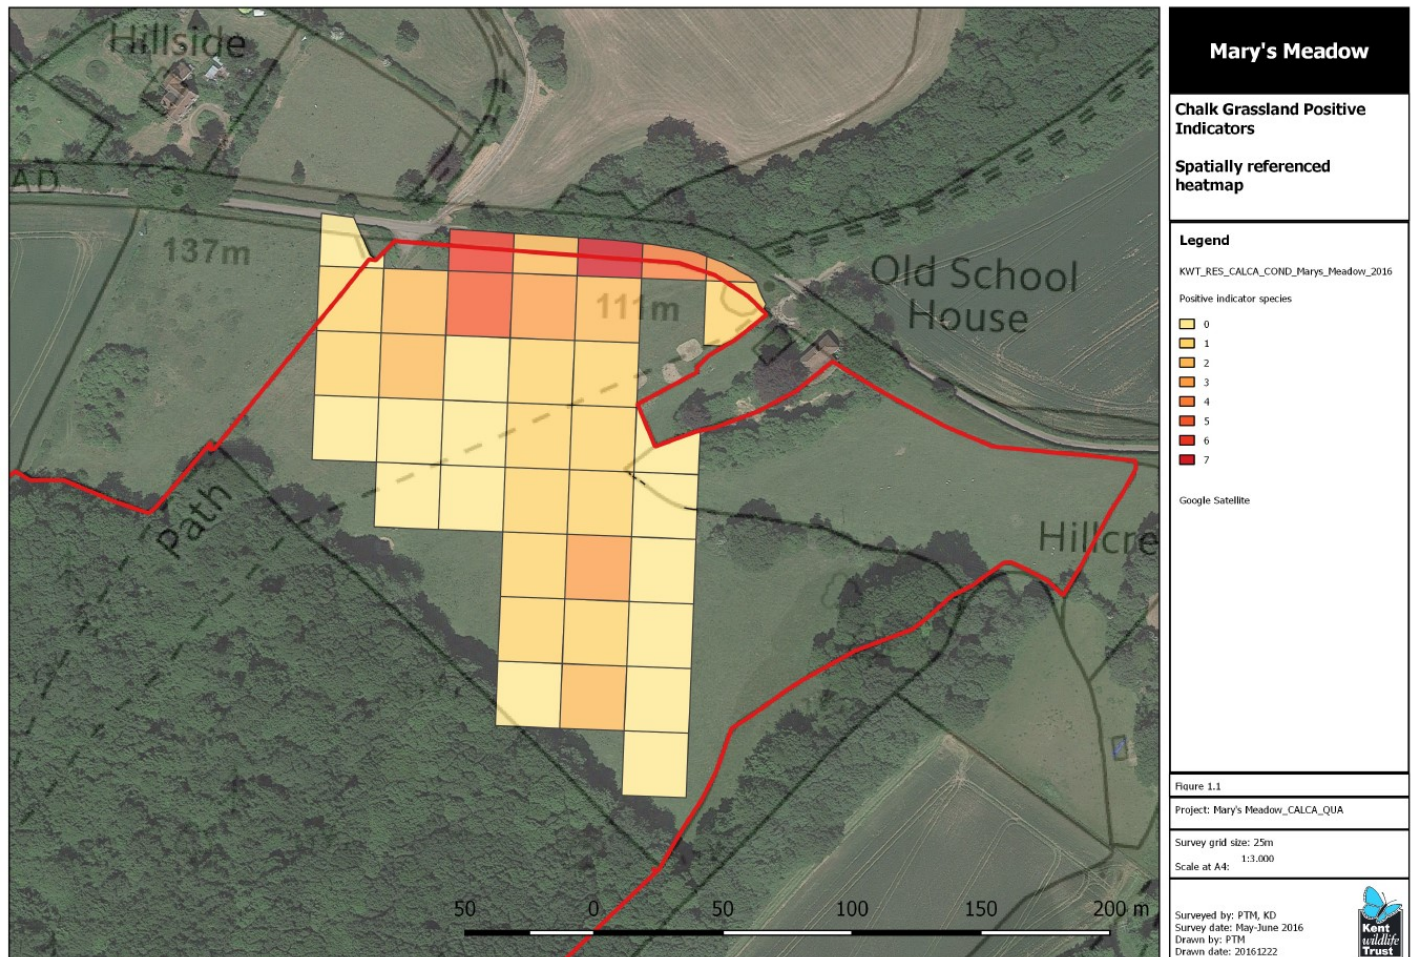 Hillside
AD
137m
111m
Old School
House
Path
Hillcre
50 0 50 100 150 200 m
Mary's Meadow
Chalk Grassland Positive
Indicators
Spatially referenced
heatmap
Legend
KWT_RES_CALCA_COND_Marys_Meadow_2016
Positive indicator species
0
1
2
3
4
5
6
7
Google Satellite
Figure 1.1
Project: Mary's Meadow_CALCA_QUA
Survey grid size: 25m
Scale at A4: 1:3.000
Surveyed by: PTM, KD
Survey date: May-June 2016
Drawn by: PTM
Drawn date: 20161222
Kent
wildlife
Trust